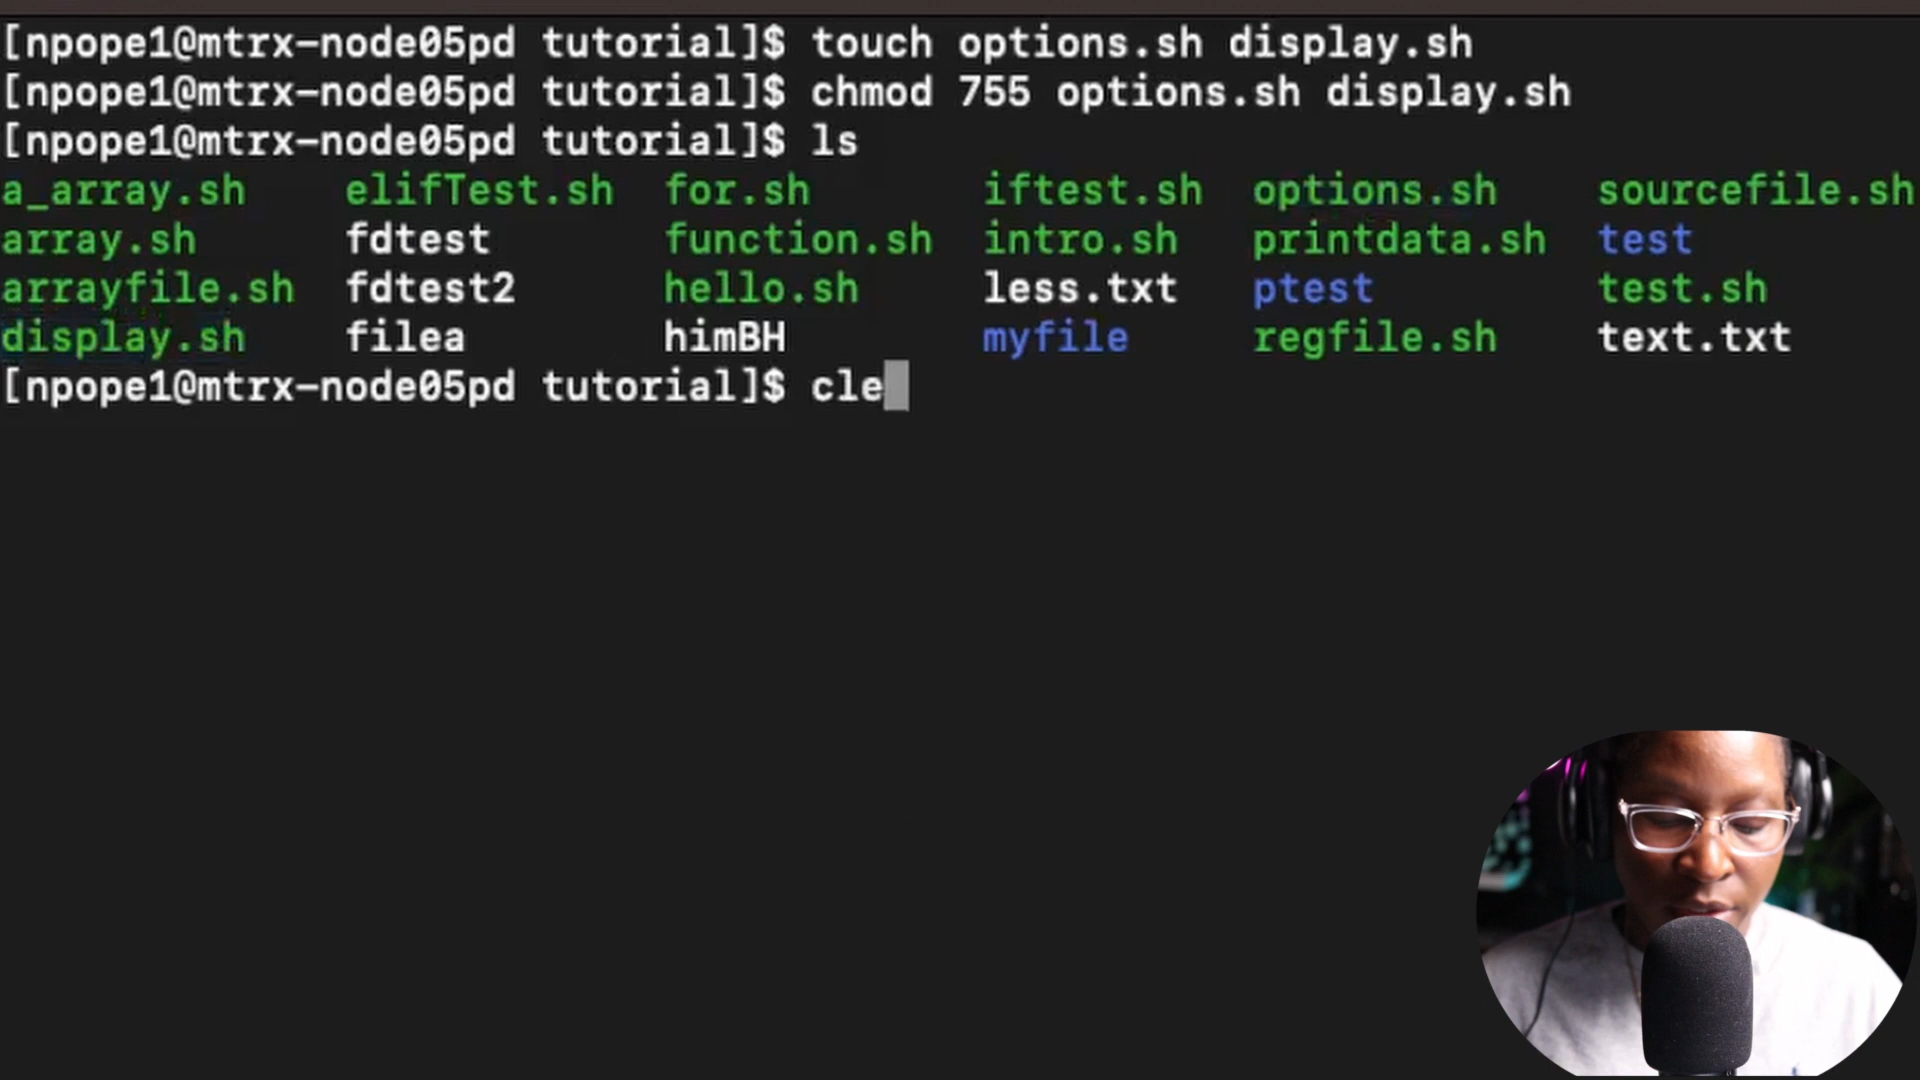 [npope1@mtrx-node05pd tutorial]$ touch options.sh display.sh
[npope1@mtrx-node05pd tutorial]$ chmod 755 options.sh display.sh
[npope1@mtrx-node05pd tutorial]$ ls
a_array.sh elifTest.sh for.sh iftest.sh options.sh sourcefile.sh
array.sh fdtest function.sh intro.sh printdata.sh test
arrayfile.sh fdtest2 hello.sh less.txt ptest test.sh
display.sh filea himBH myfile regfile.sh text.txt
[npope1@mtrx-node05pd tutorial]$ cle